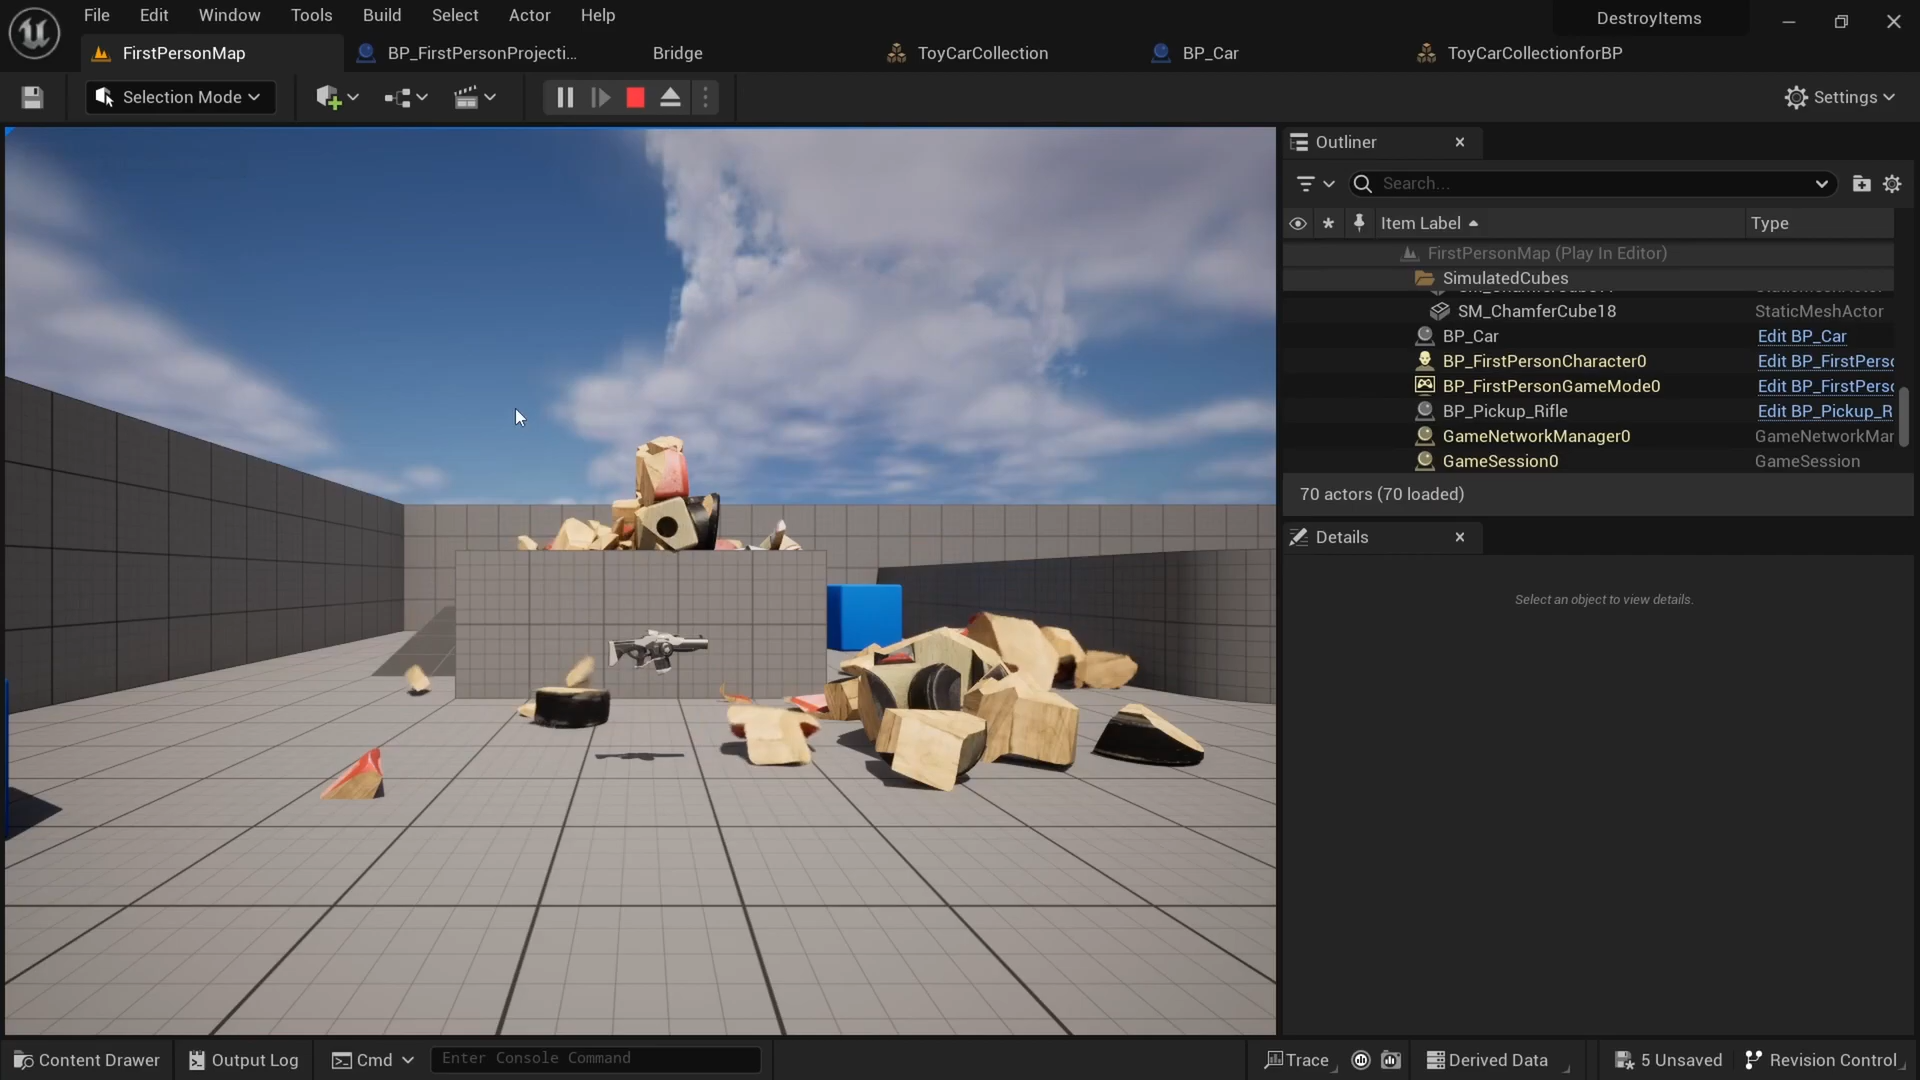 File Edit Window Tools Build Select Actor Help
DestroyItems
FirstPersonMap
BP_FirstPersonProjecti...
Bridge
ToyCarCollection
BP_Car
ToyCarCollectionforBP
Selection Mode
Settings
Outliner
Search...
Item Label
Type
FirstPersonMap (Play In Editor)
SimulatedCubes
SM_ChamferCube18 StaticMeshActor
BP_Car Edit BP_Car
BP_FirstPersonCharacter0 Edit BP_FirstPerso
BP_FirstPersonGameMode0 Edit BP_FirstPerso
BP_Pickup_Rifle Edit BP_Pickup_R
GameNetworkManager0 GameNetworkMar
GameSession0 GameSession
70 actors (70 loaded)
Details
Select an object to view details.
Content Drawer
Output Log
Cmd
Enter Console Command
Trace
Derived Data
5 Unsaved
Revision Control